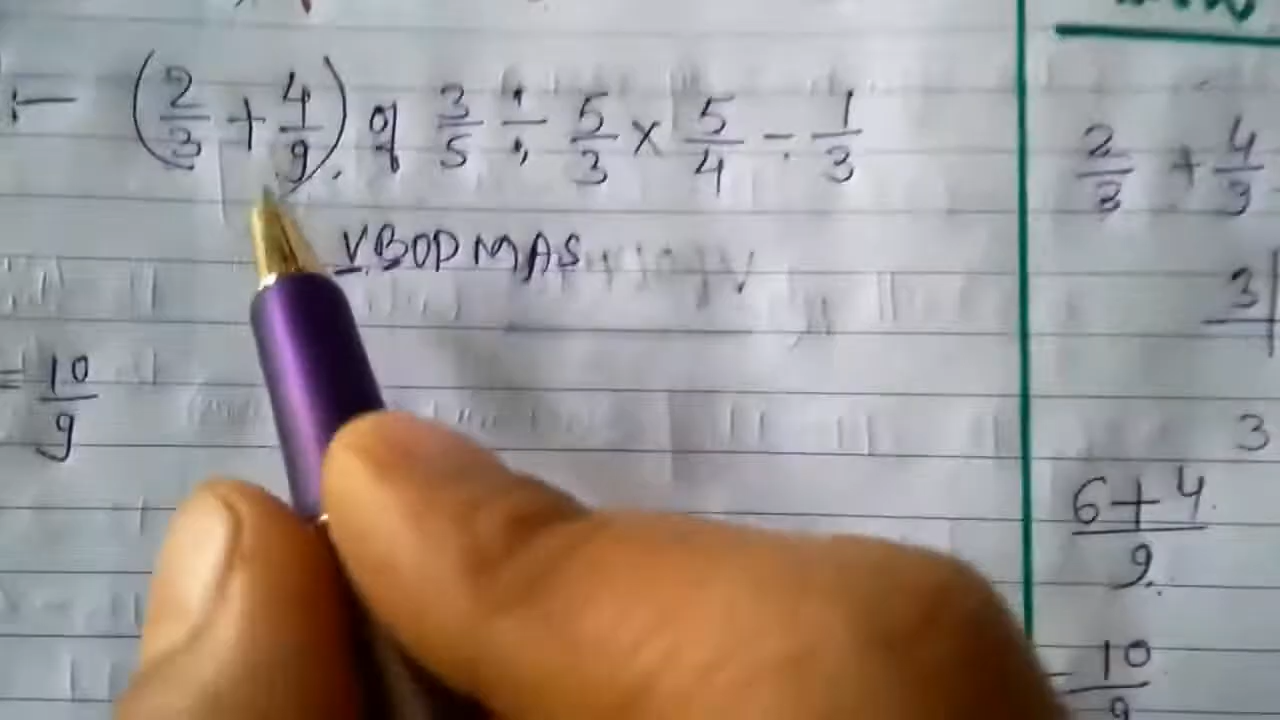 :- (2/3 + 4/9) of 3/5 ÷ 5/3 × 5/4 - 1/3
VBODMAS
= 10/9
2/3 + 4/9
3
3
6+4/9
= 10/9